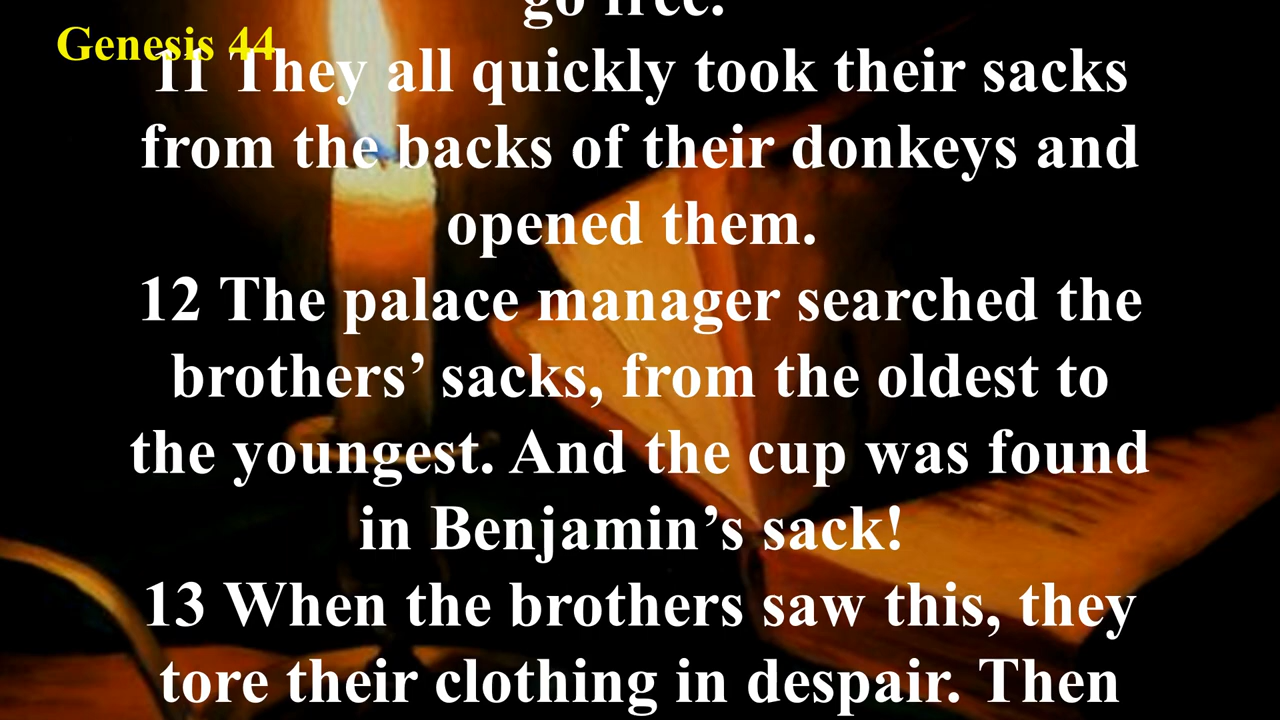 go free.
Genesis 44
11 They all quickly took their sacks
from the backs of their donkeys and
opened them.
12 The palace manager searched the
brothers’ sacks, from the oldest to
the youngest. And the cup was found
in Benjamin’s sack!
13 When the brothers saw this, they
tore their clothing in despair. Then